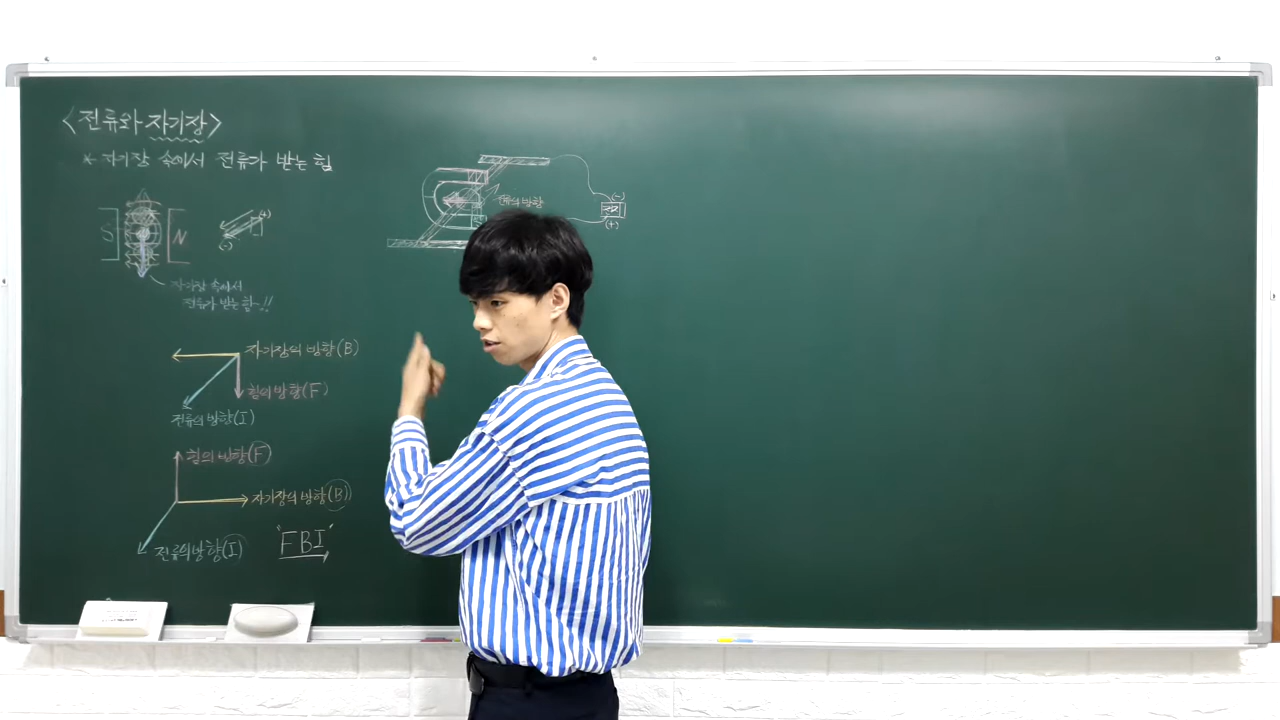 <전류와 자기장>
* 자기장 속에서 전류가 받는 힘
S N
(+)
(-)
자기장 속에서
전류가 받는 힘~!!
자기장의 방향(B)
힘의 방향(F)
전류의 방향(I)
힘의 방향(F)
자기장의 방향(B)
전류의 방향(I)
'FBI'
전류의 방향
(-)
(+)